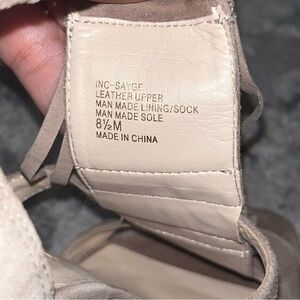 INC-SAYGE
LEATHER UPPER
MAN MADE LINING/SOCK
MAN MADE SOLE
8½M
MADE IN CHINA